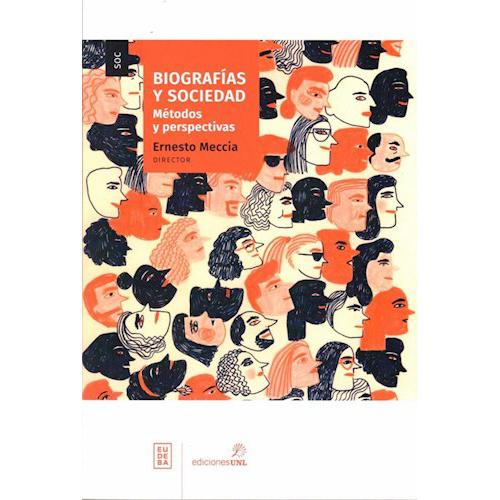 SOC
BIOGRAFÍAS
Y SOCIEDAD
Métodos
y perspectivas
Ernesto Meccia
DIRECTOR
EU
DE
BA
edicionesUNL